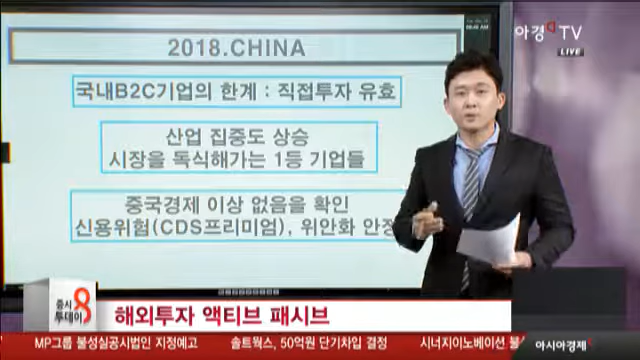 2018.CHINA
국내B2C기업의 한계 : 직접투자 유효
산업 집중도 상승
시장을 독식해가는 1등 기업들
중국경제 이상 없음을 확인
신용위험(CDS프리미엄), 위안화 안정
아경TV
LIVE
증시
투데이
8
해외투자 액티브 패시브
MP그룹 불성실공시법인 지정예고 솔트웍스, 50억원 단기차입 결정 시너지이노베이션 불
아시아경제